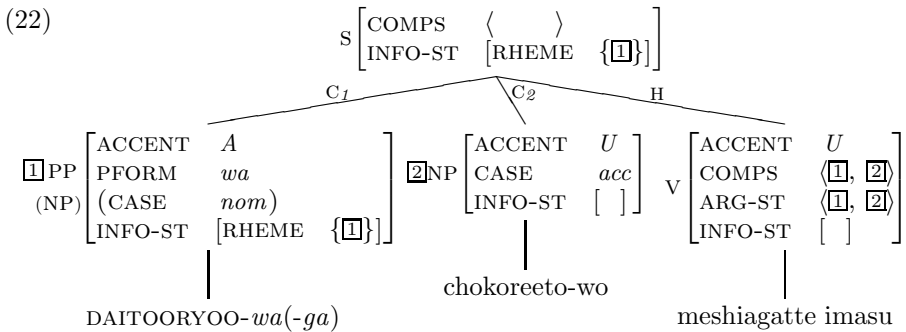 (22)
S [COMPS ⟨ ⟩
INFO-ST [RHEME {1}]]
C1 C2 H
1 PP (NP) [ACCENT A
PFORM wa
(CASE nom)
INFO-ST [RHEME {1}]]
2 NP [ACCENT U
CASE acc
INFO-ST [ ]]
V [ACCENT U
COMPS ⟨1, 2⟩
ARG-ST ⟨1, 2⟩
INFO-ST [ ]]
DAITOORYOO-wa(-ga)
chokoreeto-wo
meshiagatte imasu